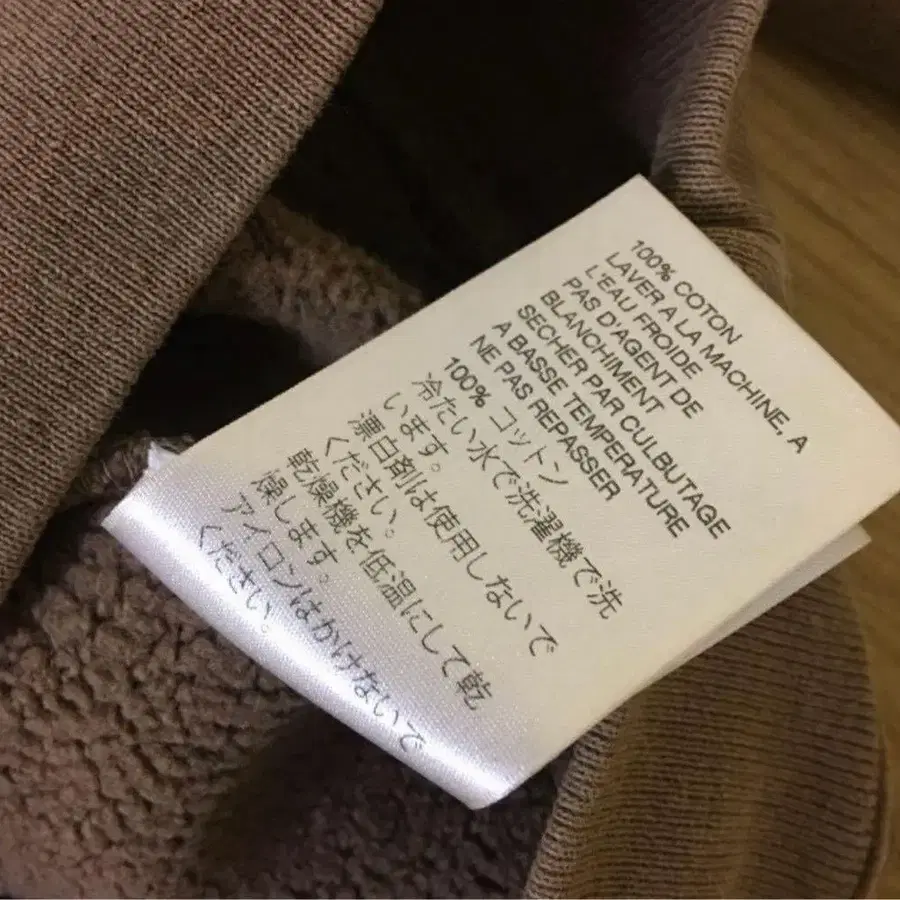 100% COTON
LAVER A LA MACHINE, A
L'EAU FROIDE
PAS D'AGENT DE
BLANCHIMENT
SECHER PAR CULBUTAGE
A BASSE TEMPERATURE
NE PAS REPASSER
100% コットン
冷たい水で洗濯機で洗
います。
漂白剤は使用しないで
ください。
乾燥機を低温にして乾
燥します。
アイロンはかけないで
ください。